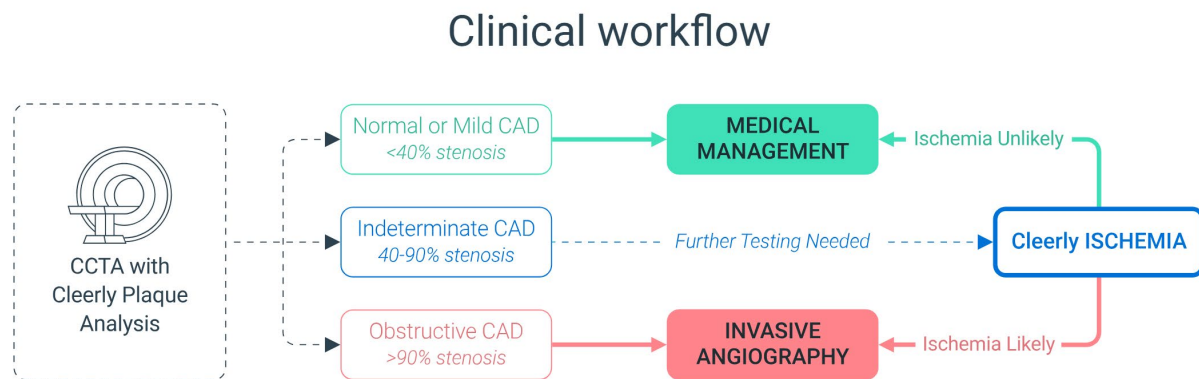 Clinical workflow
CCTA with
Cleerly Plaque
Analysis
Normal or Mild CAD
<40% stenosis
MEDICAL
MANAGEMENT
Ischemia Unlikely
Indeterminate CAD
40-90% stenosis
Further Testing Needed
Cleerly ISCHEMIA
Obstructive CAD
>90% stenosis
INVASIVE
ANGIOGRAPHY
Ischemia Likely